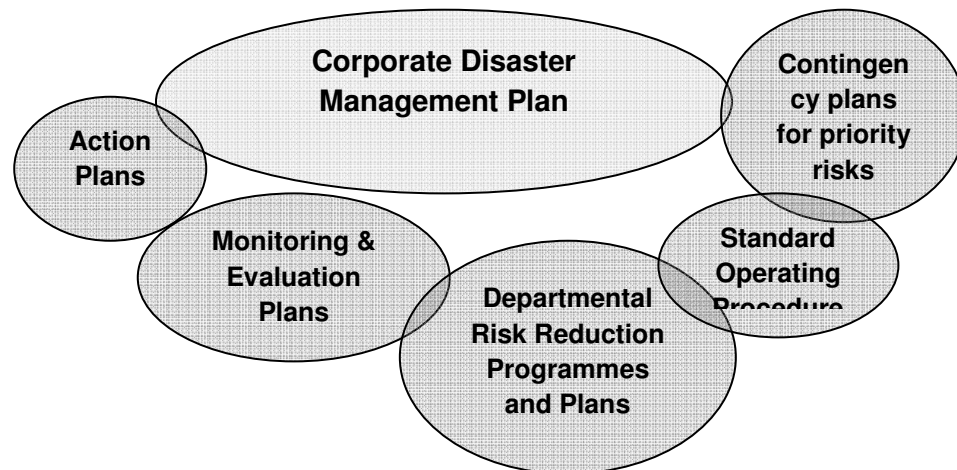 Corporate Disaster
Management Plan
Contingen
cy plans
for priority
risks
Action
Plans
Monitoring &
Evaluation
Plans
Standard
Operating
Procedure
Departmental
Risk Reduction
Programmes
and Plans